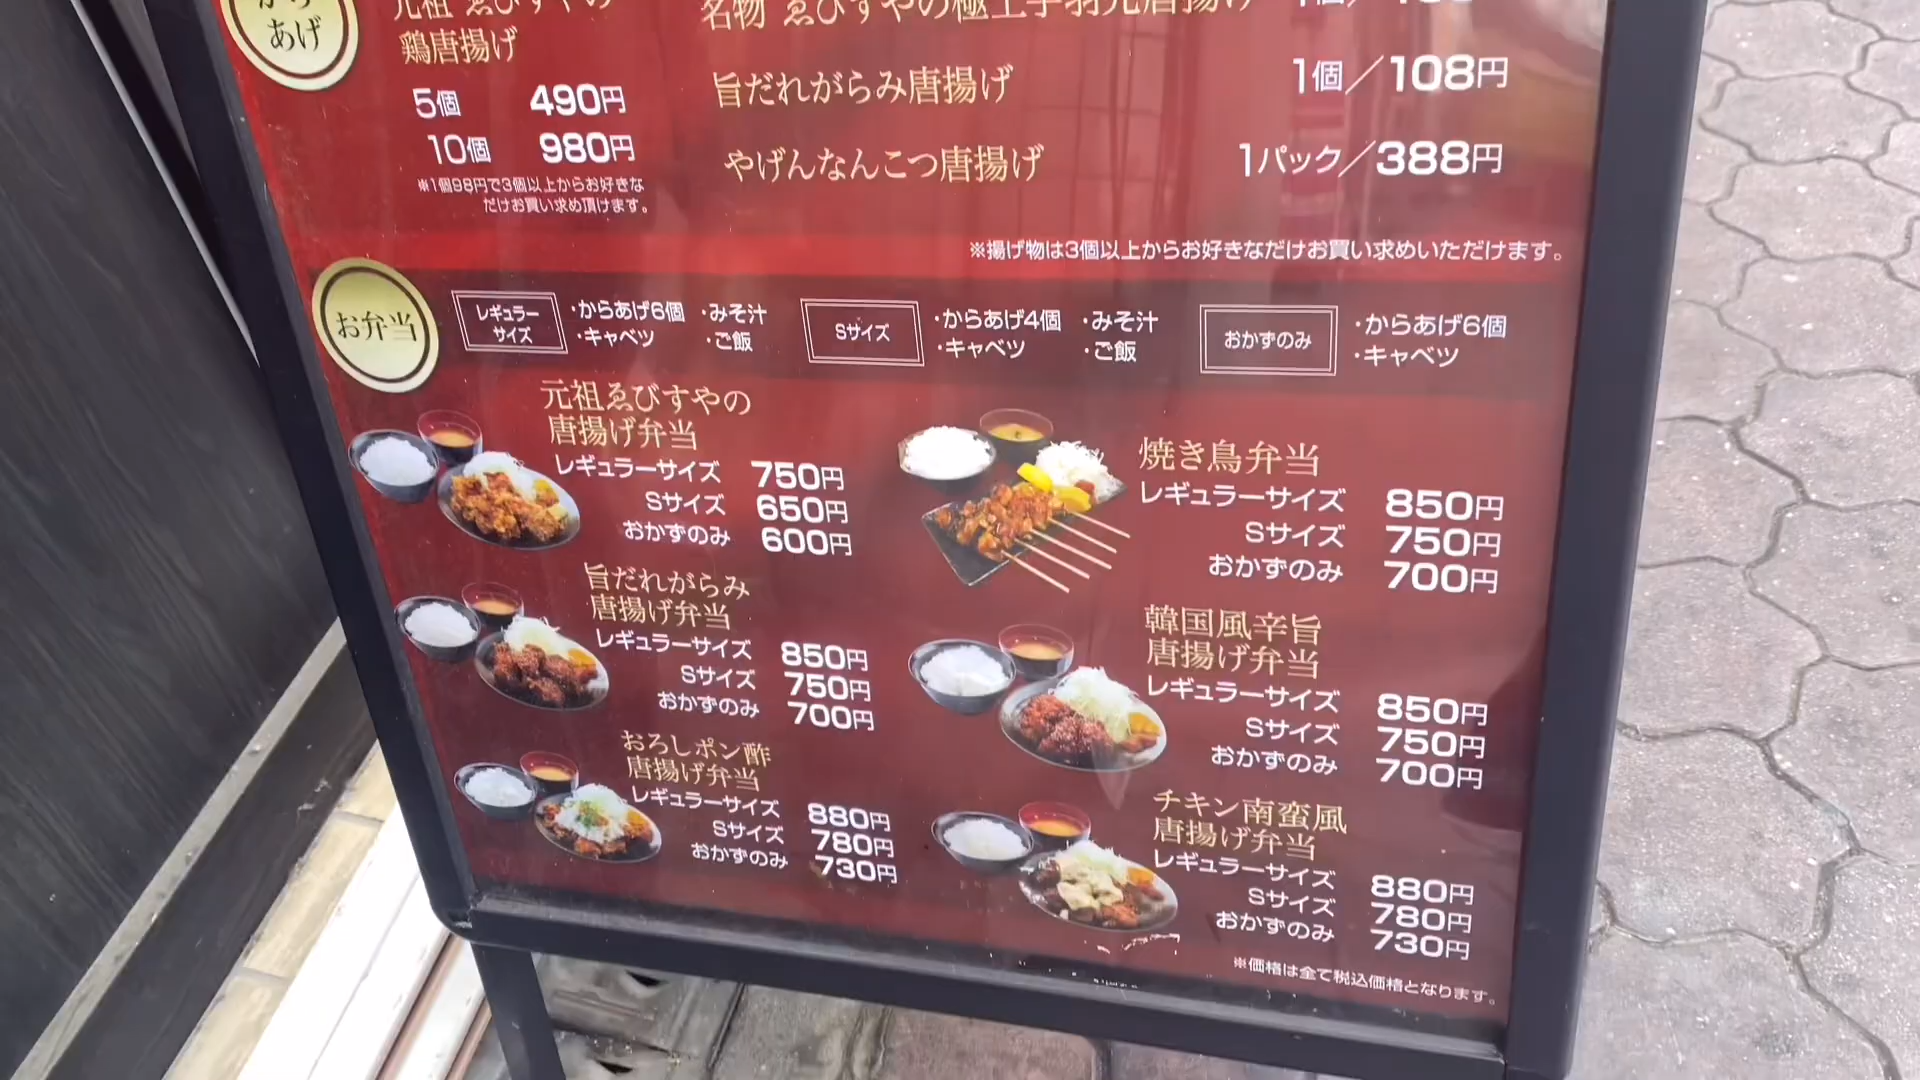 から
あげ
元祖 ゑびすやの
鶏唐揚げ
5個 490円
10個 980円
※1個98円で3個以上からお好きな
だけお買い求め頂けます。
名物 ゑびすやの極上手羽元唐揚げ
旨だれがらみ唐揚げ 1個/108円
やげんなんこつ唐揚げ 1パック/388円
※揚げ物は3個以上からお好きなだけお買い求めいただけます。
お弁当
レギュラー
サイズ
・からあげ6個 ・みそ汁
・キャベツ ・ご飯
Sサイズ
・からあげ4個 ・みそ汁
・キャベツ ・ご飯
おかずのみ
・からあげ6個
・キャベツ
元祖ゑびすやの
唐揚げ弁当
レギュラーサイズ 750円
Sサイズ 650円
おかずのみ 600円
旨だれがらみ
唐揚げ弁当
レギュラーサイズ 850円
Sサイズ 750円
おかずのみ 700円
おろしポン酢
唐揚げ弁当
レギュラーサイズ 880円
Sサイズ 780円
おかずのみ 730円
焼き鳥弁当
レギュラーサイズ 850円
Sサイズ 750円
おかずのみ 700円
韓国風辛旨
唐揚げ弁当
レギュラーサイズ 850円
Sサイズ 750円
おかずのみ 700円
チキン南蛮風
唐揚げ弁当
レギュラーサイズ 880円
Sサイズ 780円
おかずのみ 730円
※価格は全て税込価格となります。